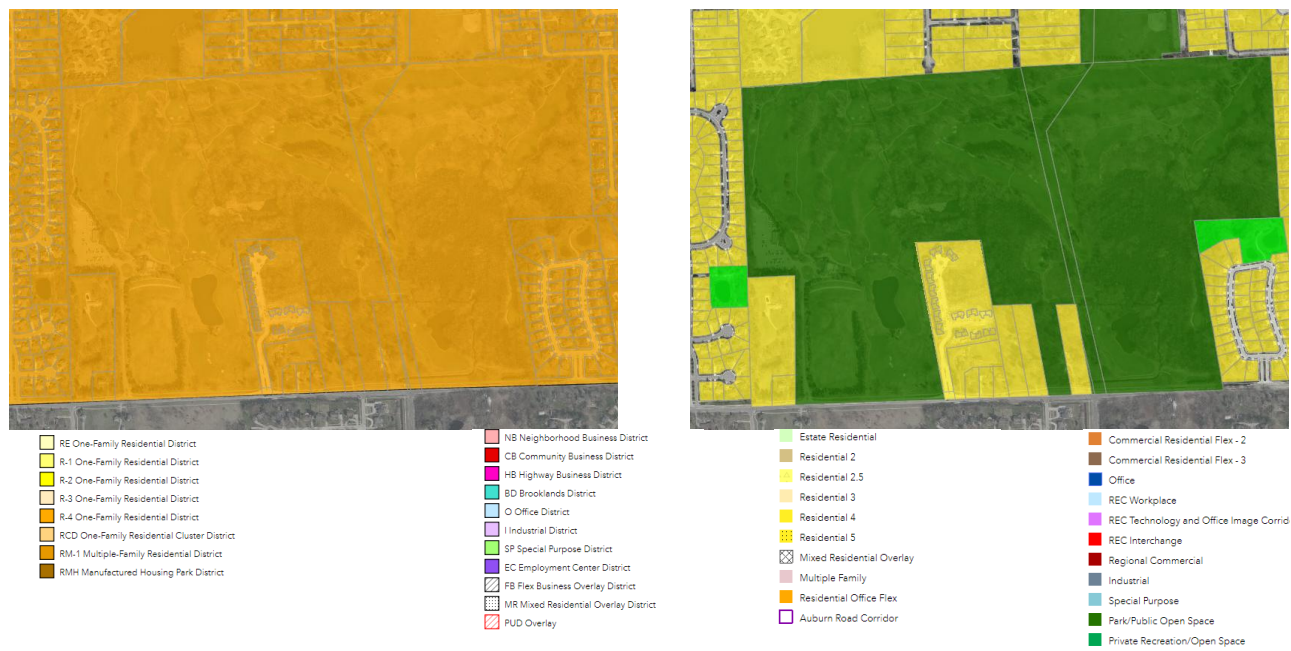 RE One-Family Residential District
R-1 One-Family Residential District
R-2 One-Family Residential District
R-3 One-Family Residential District
R-4 One-Family Residential District
RCD One-Family Residential Cluster District
RM-1 Multiple-Family Residential District
RMH Manufactured Housing Park District
NB Neighborhood Business District
CB Community Business District
HB Highway Business District
BD Brooklands District
O Office District
I Industrial District
SP Special Purpose District
EC Employment Center District
FB Flex Business Overlay District
MR Mixed Residential Overlay District
PUD Overlay
Estate Residential
Residential 2
Residential 2.5
Residential 3
Residential 4
Residential 5
Mixed Residential Overlay
Multiple Family
Residential Office Flex
Auburn Road Corridor
Commercial Residential Flex - 2
Commercial Residential Flex - 3
Office
REC Workplace
REC Technology and Office Image Corrid
REC Interchange
Regional Commercial
Industrial
Special Purpose
Park/Public Open Space
Private Recreation/Open Space